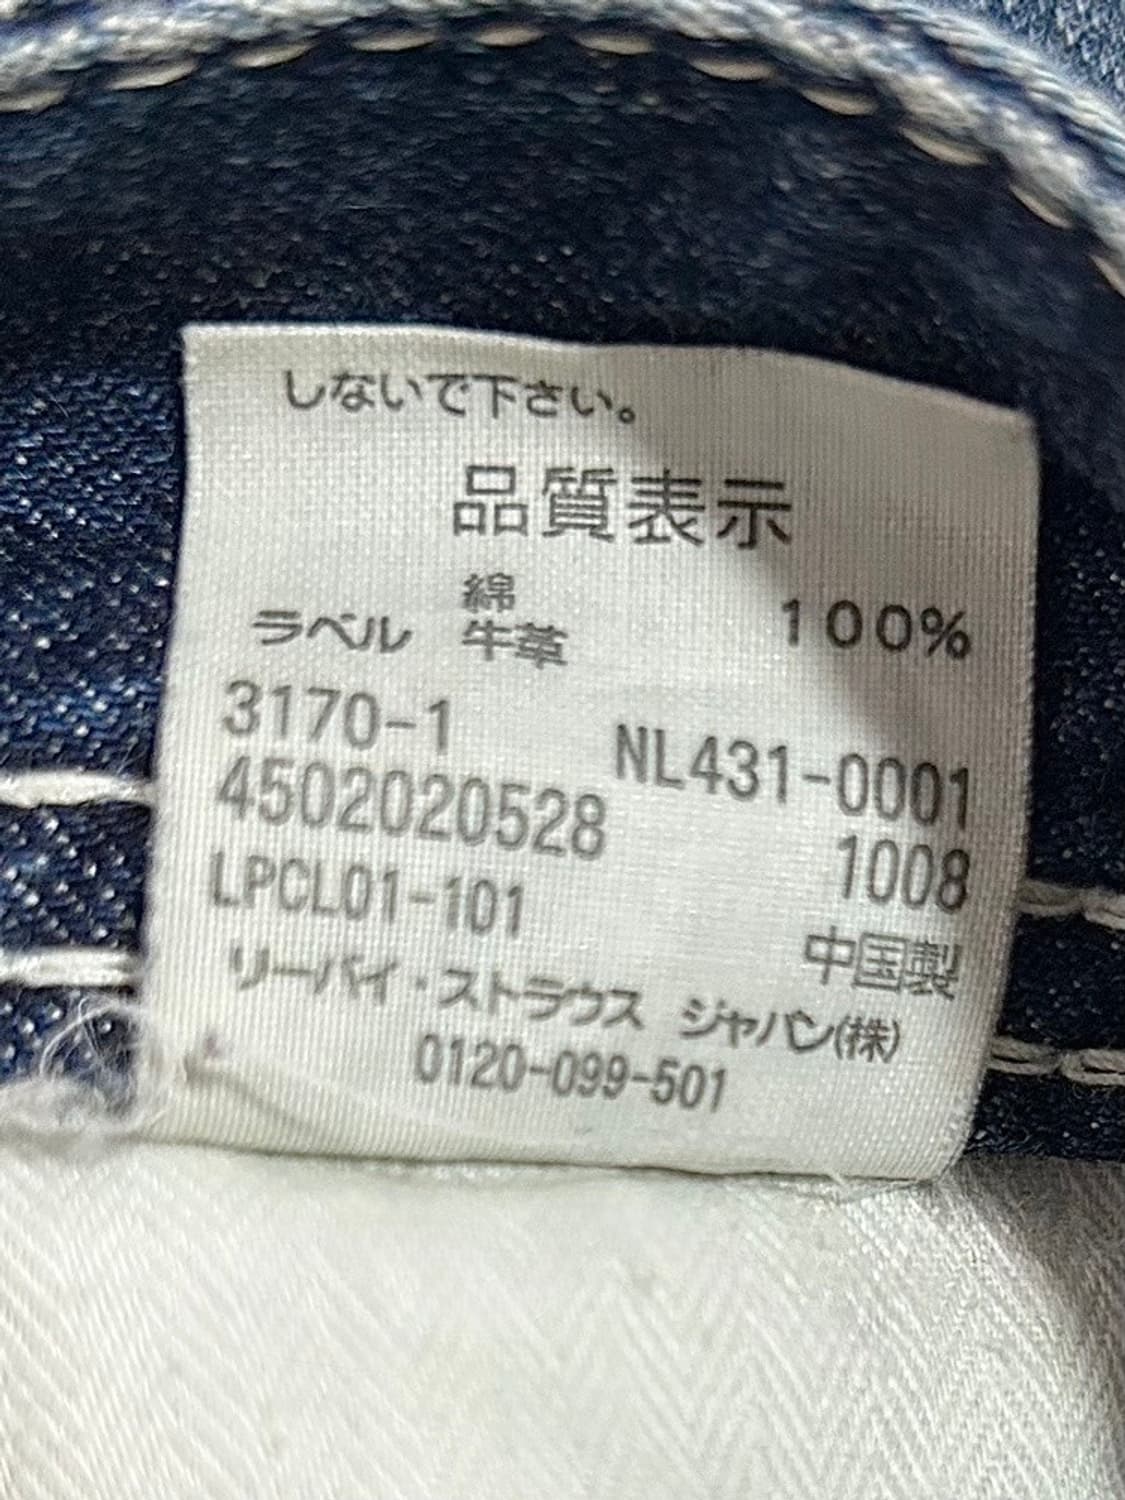 しないで下さい。
品質表示
綿 100%
ラベル 牛革
3170-1 NL431-0001
4502020528 1008
LPCL01-101 中国製
リーバイ・ストラウス ジャパン(株)
0120-099-501